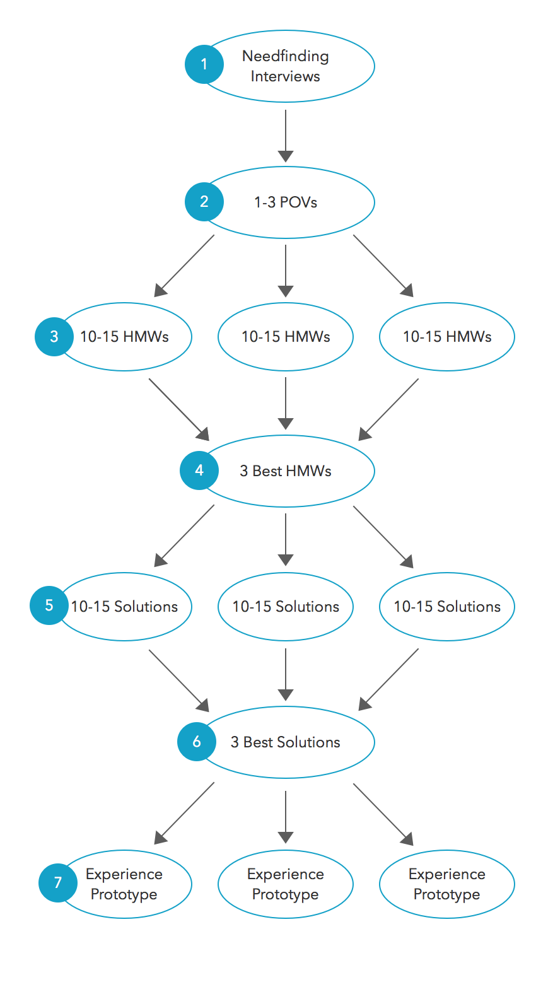 1
Needfinding
Interviews
2
1-3 POVs
3
10-15 HMWs
10-15 HMWs
10-15 HMWs
4
3 Best HMWs
5
10-15 Solutions
10-15 Solutions
10-15 Solutions
6
3 Best Solutions
7
Experience
Prototype
Experience
Prototype
Experience
Prototype